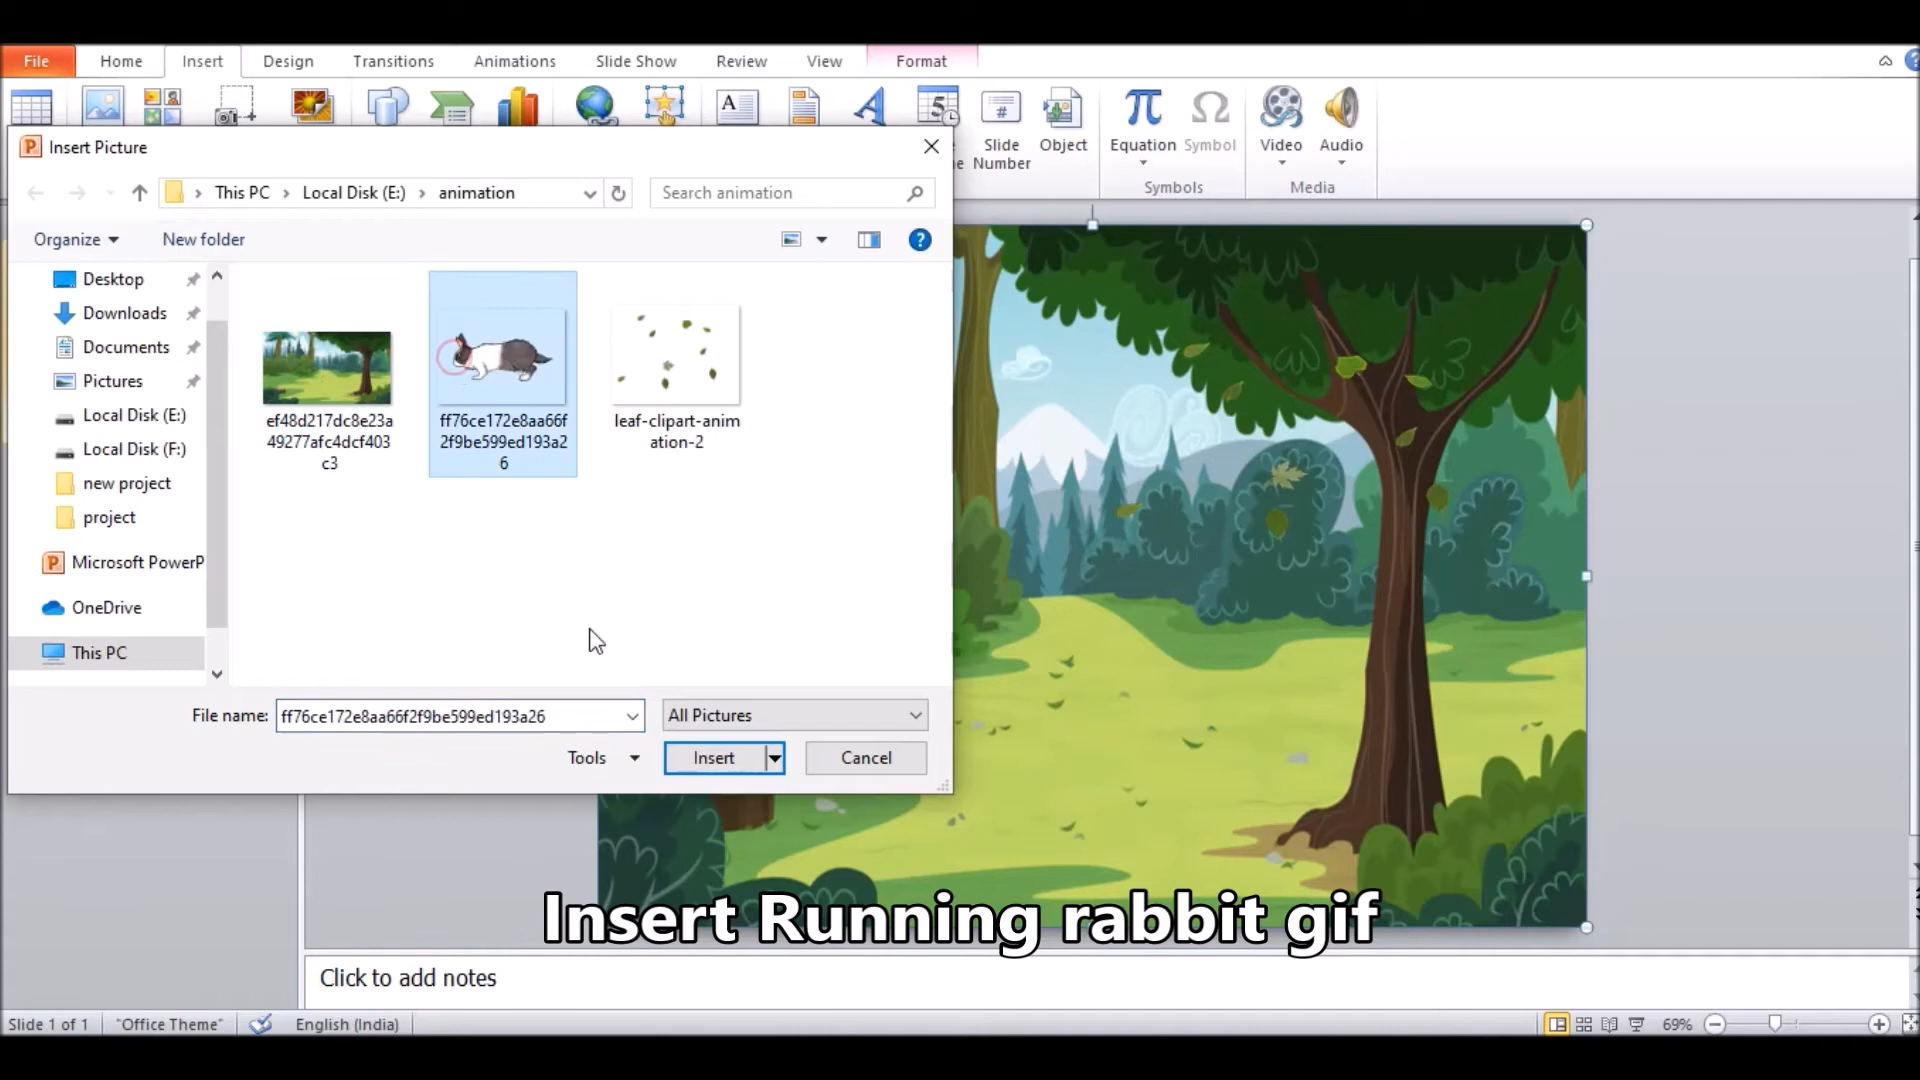 File Home Insert Design Transitions Animations Slide Show Review View Format
Insert Picture
Slide Number
Object
Equation
Symbol
Video
Audio
Symbols
Media
This PC > Local Disk (E:) > animation
Search animation
Organize New folder
Desktop
Downloads
Documents
Pictures
Local Disk (E:)
Local Disk (F:)
new project
project
Microsoft PowerP
OneDrive
This PC
ef48d217dc8e23a
49277afc4dcf403
c3
ff76ce172e8aa66f
2f9be599ed193a2
6
leaf-clipart-anim
ation-2
File name: ff76ce172e8aa66f2f9be599ed193a26 All Pictures
Tools Insert Cancel
Insert Running rabbit gif
Click to add notes
Slide 1 of 1 "Office Theme" English (India) 69%